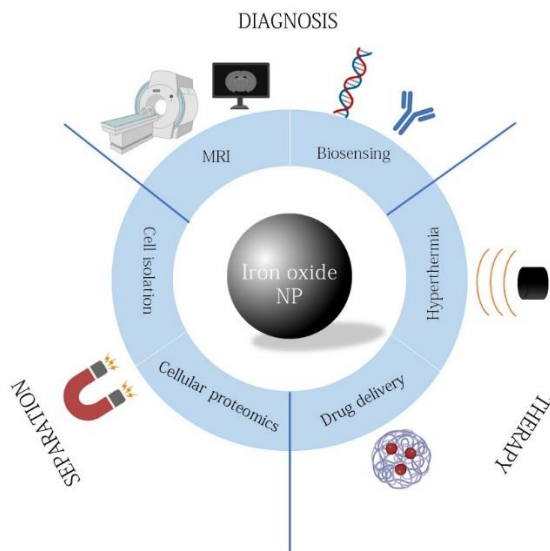 DIAGNOSIS
MRI
Biosensing
Cell isolation
Iron oxide
NP
Hyperthermia
Cellular proteomics
Drug delivery
SEPARATION
THERAPY